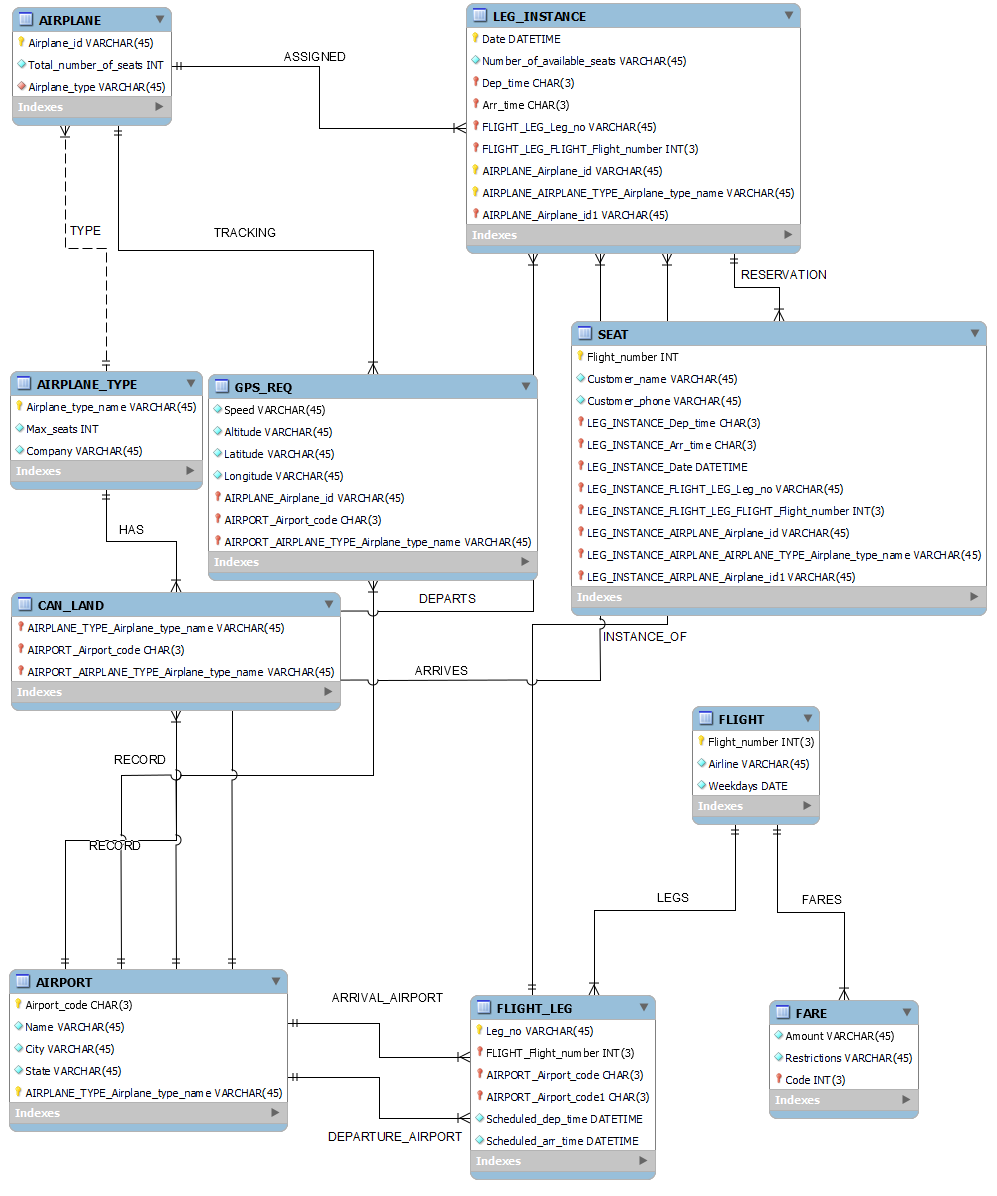 AIRPLANE
Airplane_id VARCHAR(45)
Total_number_of_seats INT
Airplane_type VARCHAR(45)
Indexes
ASSIGNED
LEG_INSTANCE
Date DATETIME
Number_of_available_seats VARCHAR(45)
Dep_time CHAR(3)
Arr_time CHAR(3)
FLIGHT_LEG_Leg_no VARCHAR(45)
FLIGHT_LEG_FLIGHT_Flight_number INT(3)
AIRPLANE_Airplane_id VARCHAR(45)
AIRPLANE_AIRPLANE_TYPE_Airplane_type_name VARCHAR(45)
AIRPLANE_Airplane_id1 VARCHAR(45)
Indexes
TYPE
TRACKING
RESERVATION
AIRPLANE_TYPE
Airplane_type_name VARCHAR(45)
Max_seats INT
Company VARCHAR(45)
Indexes
GPS_REQ
Speed VARCHAR(45)
Altitude VARCHAR(45)
Latitude VARCHAR(45)
Longitude VARCHAR(45)
AIRPLANE_Airplane_id VARCHAR(45)
AIRPORT_Airport_code CHAR(3)
AIRPORT_AIRPLANE_TYPE_Airplane_type_name VARCHAR(45)
Indexes
SEAT
Flight_number INT
Customer_name VARCHAR(45)
Customer_phone VARCHAR(45)
LEG_INSTANCE_Dep_time CHAR(3)
LEG_INSTANCE_Arr_time CHAR(3)
LEG_INSTANCE_Date DATETIME
LEG_INSTANCE_FLIGHT_LEG_Leg_no VARCHAR(45)
LEG_INSTANCE_FLIGHT_LEG_FLIGHT_Flight_number INT(3)
LEG_INSTANCE_AIRPLANE_Airplane_id VARCHAR(45)
LEG_INSTANCE_AIRPLANE_AIRPLANE_TYPE_Airplane_type_name VARCHAR(45)
LEG_INSTANCE_AIRPLANE_Airplane_id1 VARCHAR(45)
Indexes
HAS
CAN_LAND
AIRPLANE_TYPE_Airplane_type_name VARCHAR(45)
AIRPORT_Airport_code CHAR(3)
AIRPORT_AIRPLANE_TYPE_Airplane_type_name VARCHAR(45)
Indexes
DEPARTS
INSTANCE_OF
ARRIVES
FLIGHT
Flight_number INT(3)
Airline VARCHAR(45)
Weekdays DATE
Indexes
RECORD
RECORD
LEGS
FARES
AIRPORT
Airport_code CHAR(3)
Name VARCHAR(45)
City VARCHAR(45)
State VARCHAR(45)
AIRPLANE_TYPE_Airplane_type_name VARCHAR(45)
Indexes
ARRIVAL_AIRPORT
DEPARTURE_AIRPORT
FLIGHT_LEG
Leg_no VARCHAR(45)
FLIGHT_Flight_number INT(3)
AIRPORT_Airport_code CHAR(3)
AIRPORT_Airport_code1 CHAR(3)
Scheduled_dep_time DATETIME
Scheduled_arr_time DATETIME
Indexes
FARE
Amount VARCHAR(45)
Restrictions VARCHAR(45)
Code INT(3)
Indexes